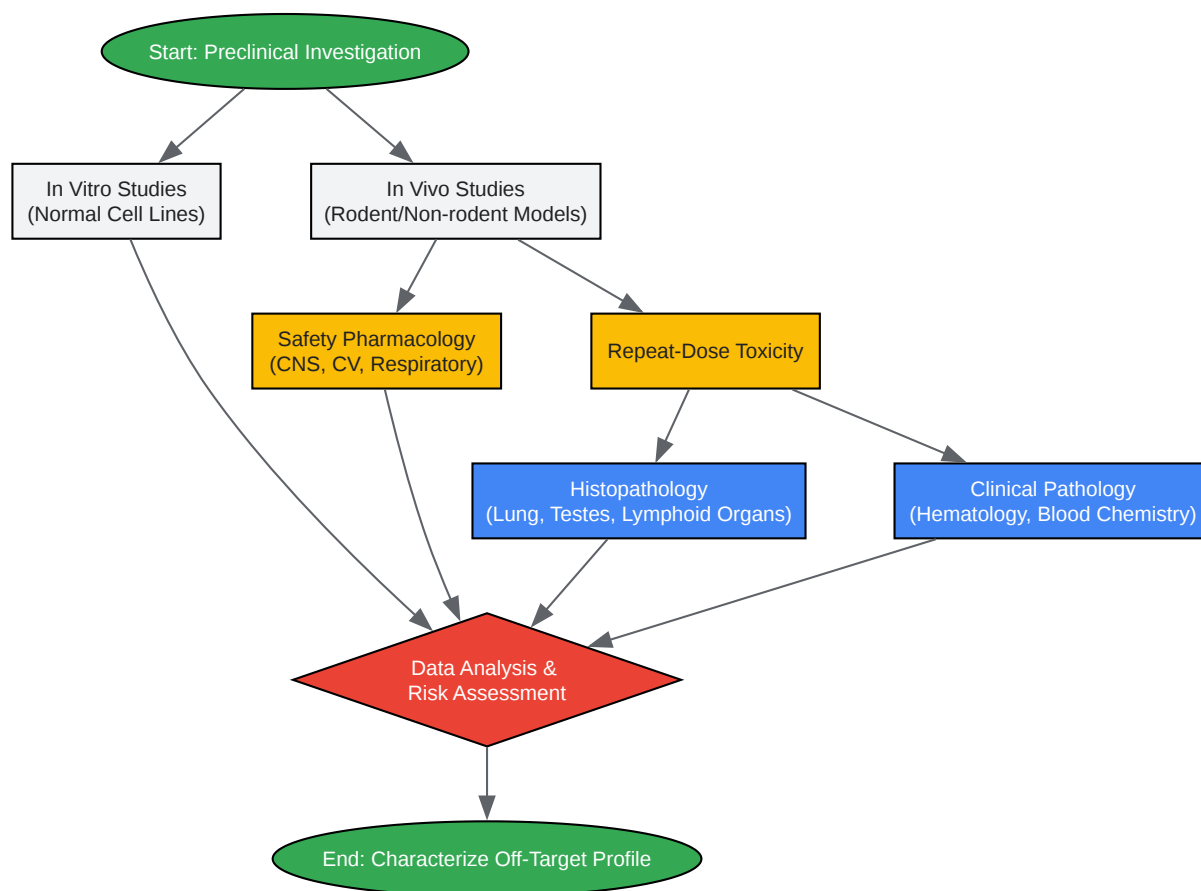 Start: Preclinical Investigation
In Vitro Studies
(Normal Cell Lines)
In Vivo Studies
(Rodent/Non-rodent Models)
Safety Pharmacology
(CNS, CV, Respiratory)
Repeat-Dose Toxicity
Histopathology
(Lung, Testes, Lymphoid Organs)
Clinical Pathology
(Hematology, Blood Chemistry)
Data Analysis &
Risk Assessment
End: Characterize Off-Target Profile